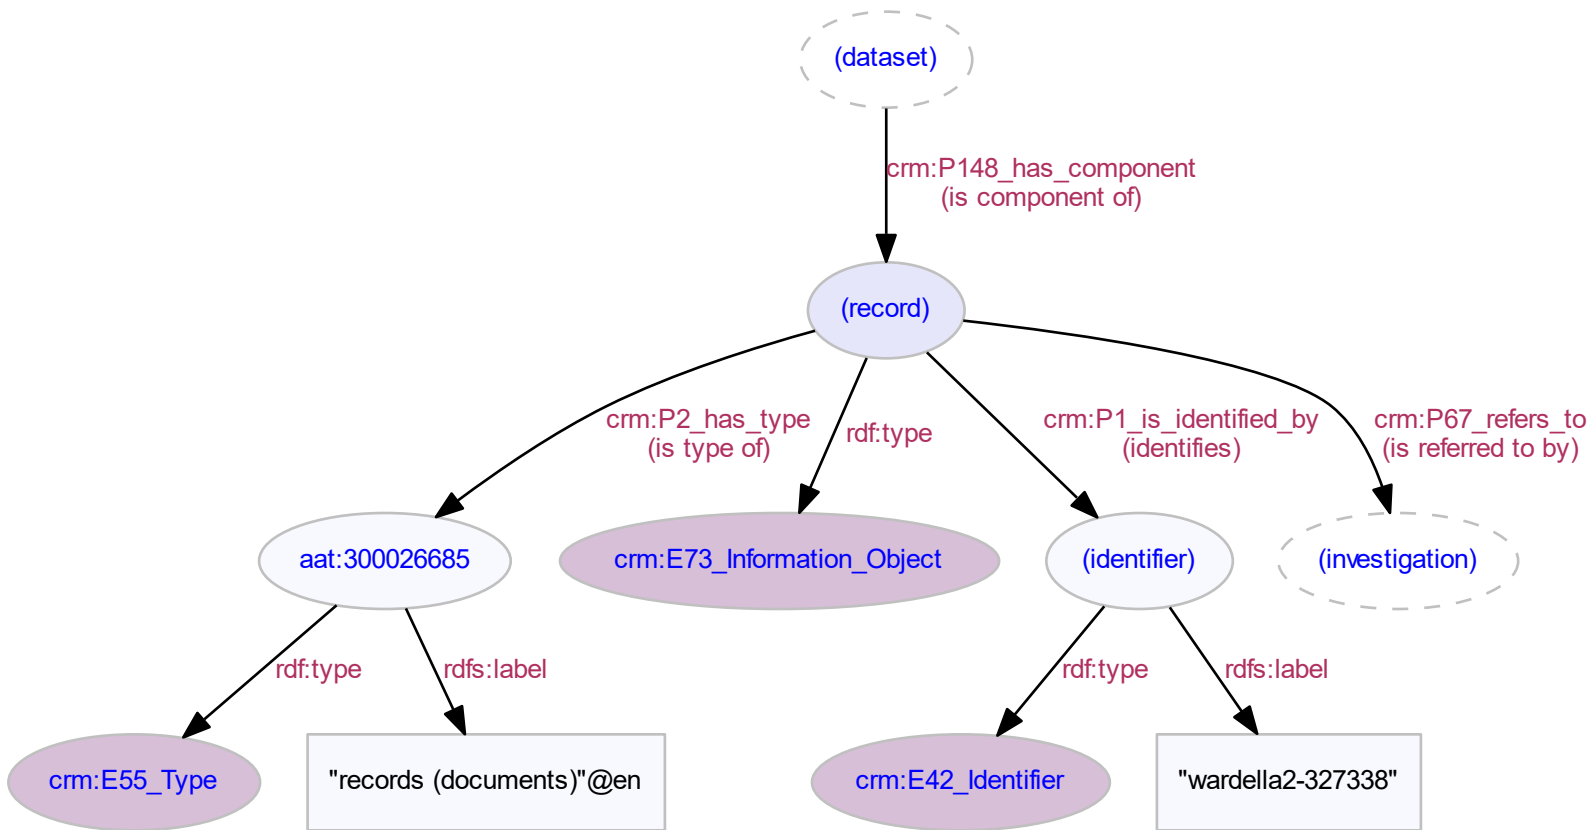 (dataset)
crm:P148_has_component
(is component of)
(record)
crm:P2_has_type
(is type of)
rdf:type
crm:P1_is_identified_by
(identifies)
crm:P67_refers_to
(is referred to by)
aat:300026685
crm:E73_Information_Object
(identifier)
(investigation)
rdf:type
rdfs:label
rdf:type
rdfs:label
crm:E55_Type
"records (documents)"@en
crm:E42_Identifier
"wardella2-327338"